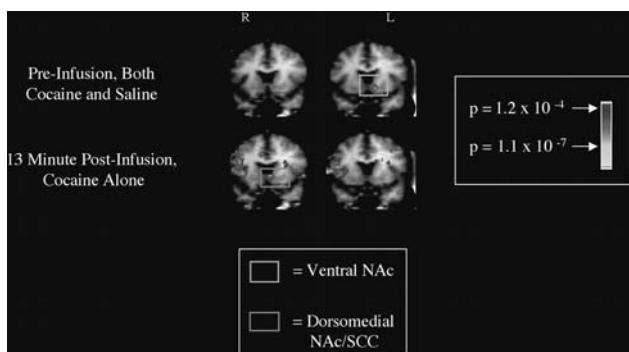 R L
Pre-Infusion, Both
Cocaine and Saline
13 Minute Post-Infusion,
Cocaine Alone
p = 1.2 x 10 -4
p = 1.1 x 10 -7
= Ventral NAc
= Dorsomedial
NAc/SCC